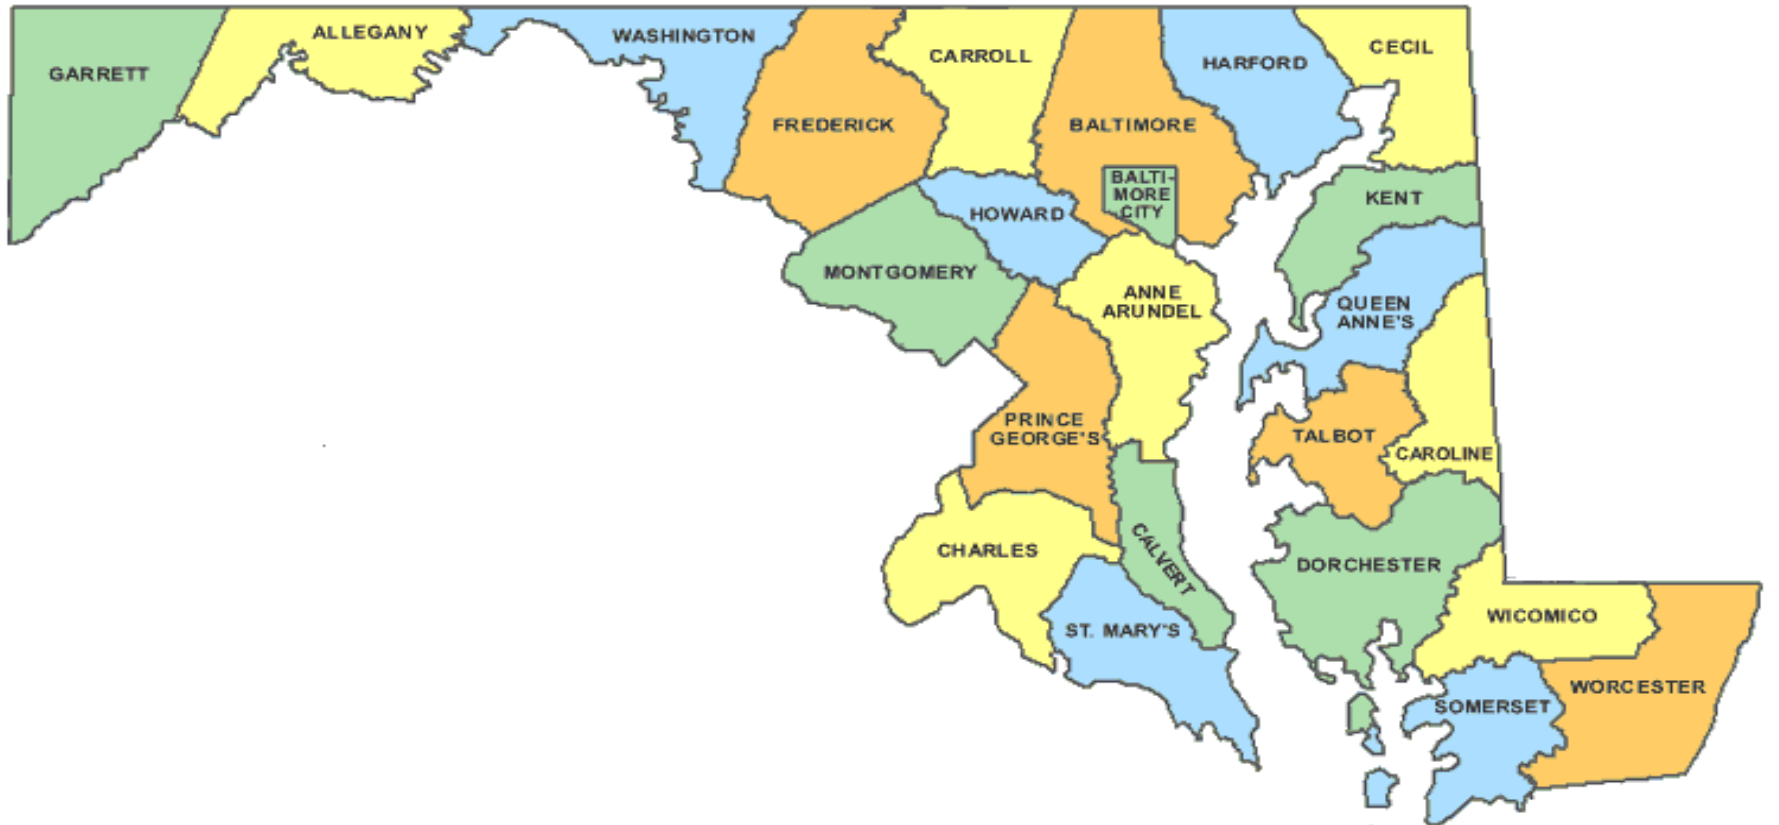 GARRETT
ALLEGANY
WASHINGTON
FREDERICK
CARROLL
BALTIMORE
HARFORD
CECIL
BALTI-
MORE
CITY
KENT
HOWARD
MONTGOMERY
ANNE
ARUNDEL
QUEEN
ANNE'S
PRINCE
GEORGE'S
TALBOT
CAROLINE
CHARLES
CALVERT
DORCHESTER
ST. MARY'S
WICOMICO
SOMERSET
WORCESTER